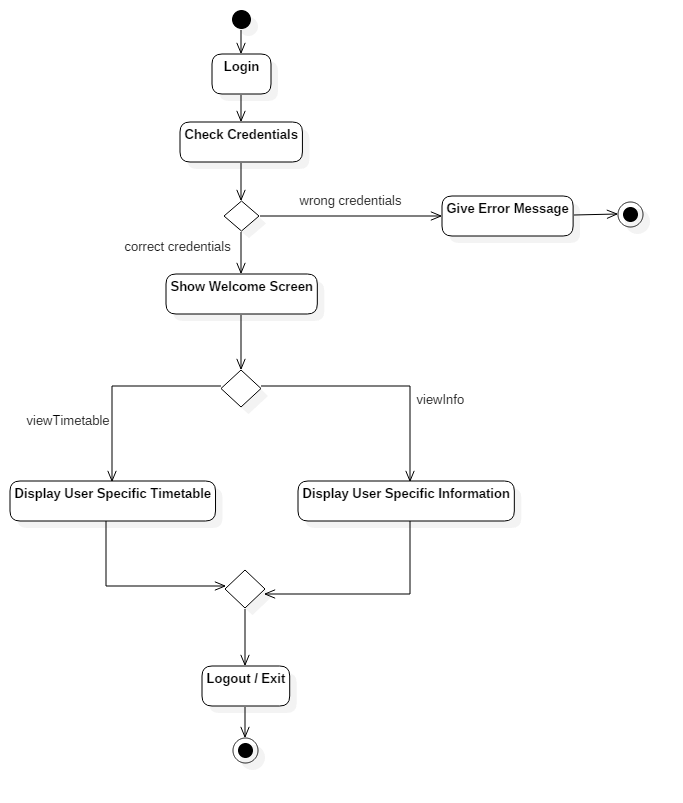 Login
Check Credentials
wrong credentials
Give Error Message
correct credentials
Show Welcome Screen
viewTimetable
viewInfo
Display User Specific Timetable
Display User Specific Information
Logout / Exit